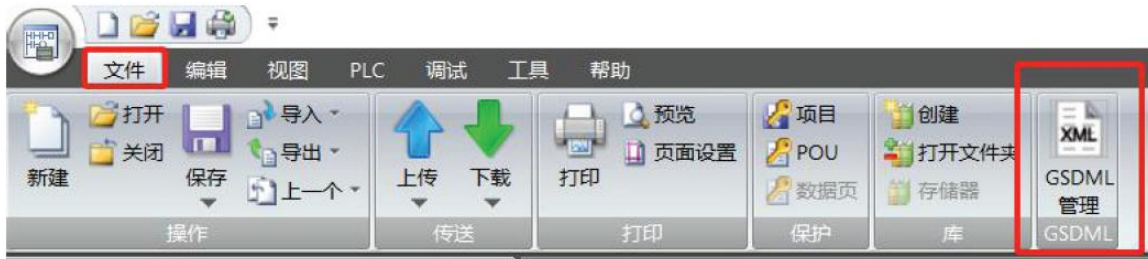 文件 编辑 视图 PLC 调试 工具 帮助
新建 打开 关闭 保存 导入 导出 上一个
上传 下载
打印 预览 页面设置
项目 POU 数据页
创建 打开文件夹 存储器
XML GSDML 管理
操作 传送 打印 保护 库 GSDML